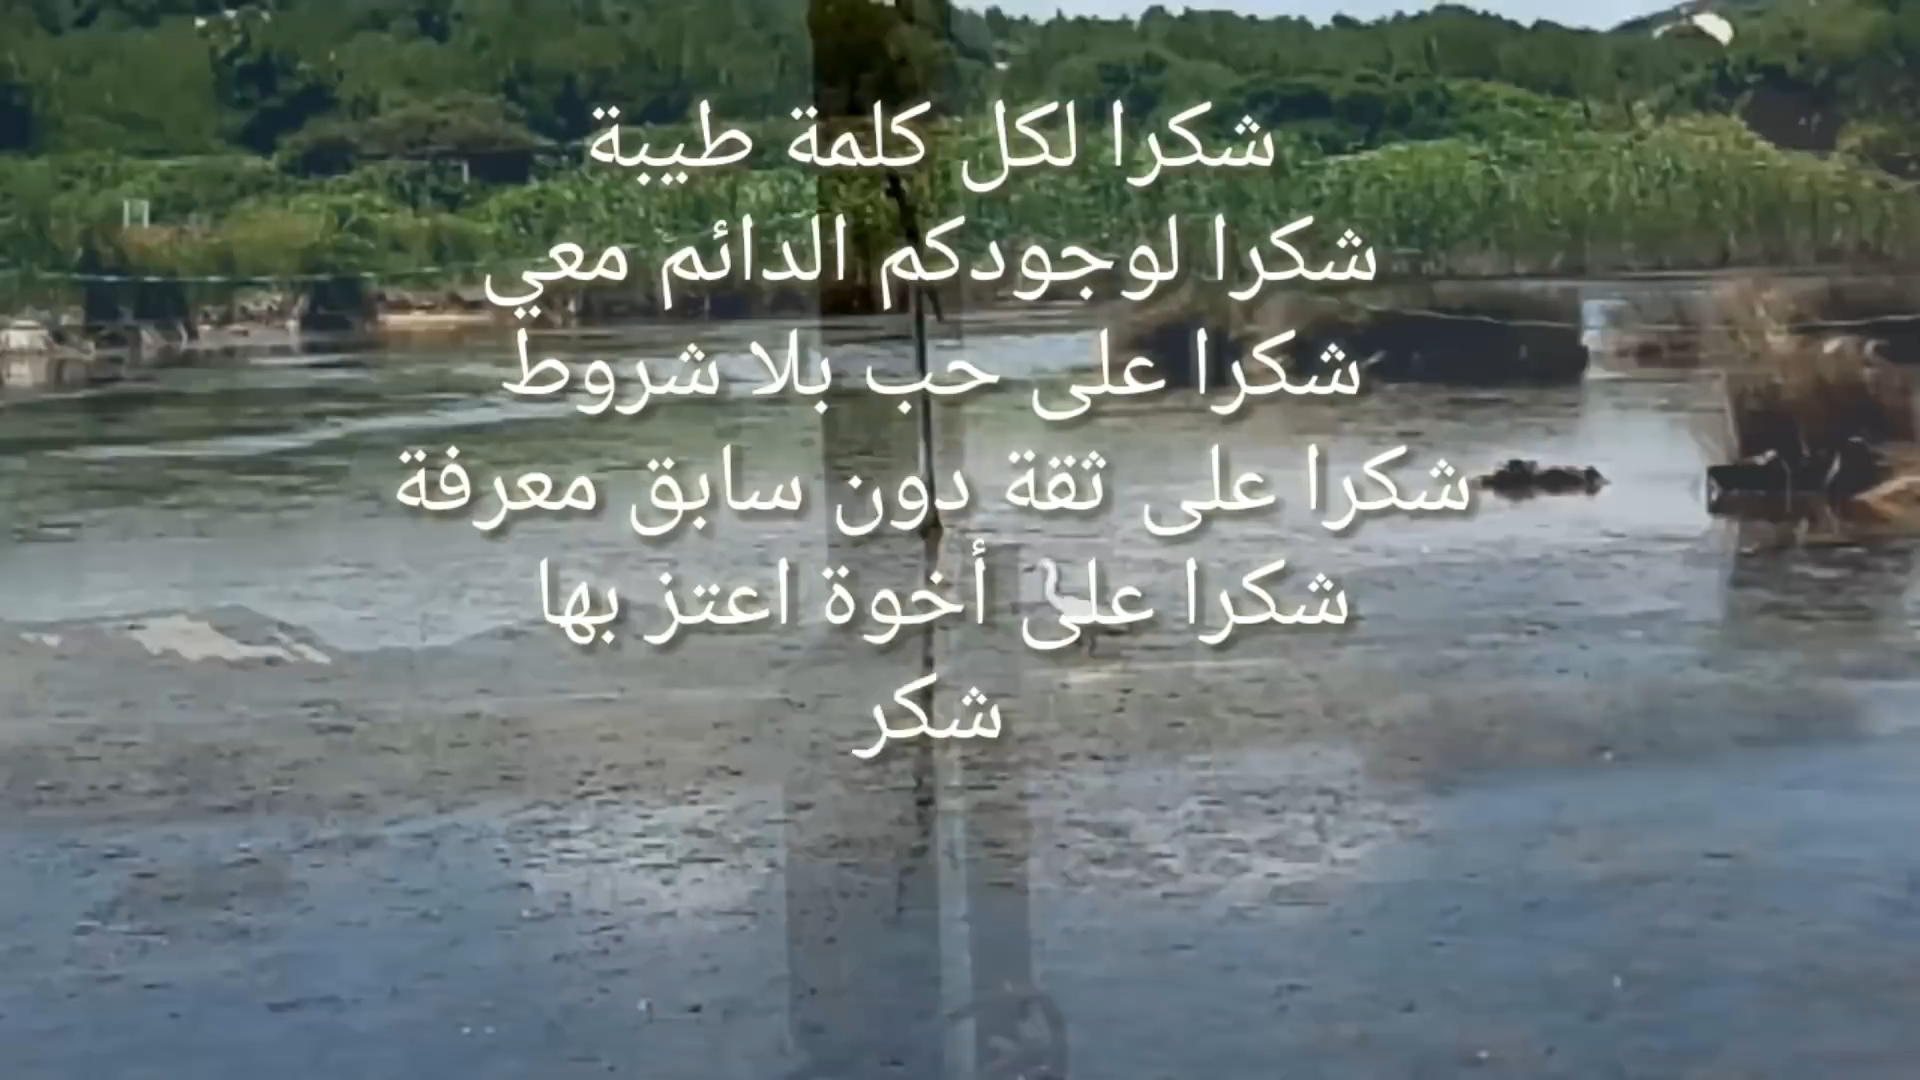 شكرا لكل كلمة طيبة
شكرا لوجودكم الدائم معي
شكرا على حب بلا شروط
شكرا على ثقة دون سابق معرفة
شكرا على أخوة اعتز بها
شكر